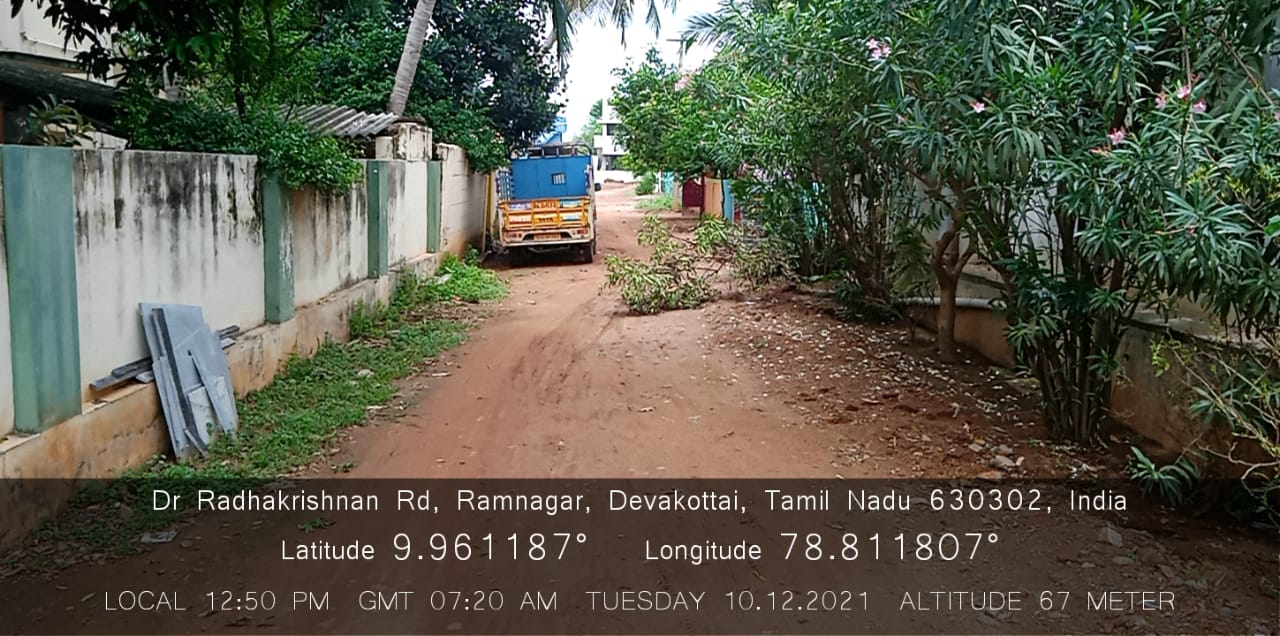 Dr Radhakrishnan Rd, Ramnagar, Devakottai, Tamil Nadu 630302, India
Latitude 9.961187° Longitude 78.811807°
LOCAL 12:50 PM GMT 07:20 AM TUESDAY 10.12.2021 ALTITUDE 67 METER